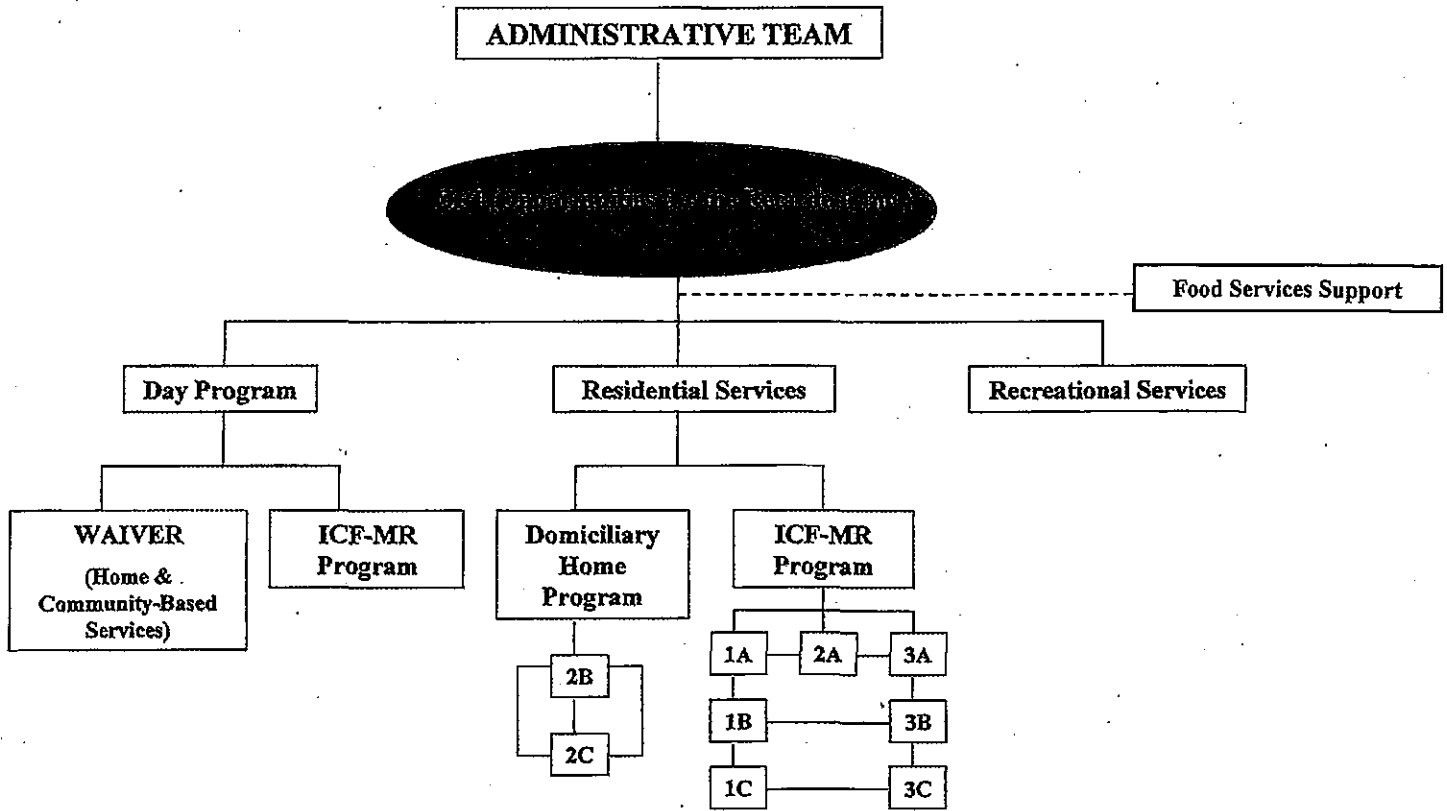 ADMINISTRATIVE TEAM
Food Services Support
Day Program
Residential Services
Recreational Services
WAIVER
(Home &
Community-Based
Services)
ICF-MR
Program
Domiciliary
Home
Program
ICF-MR
Program
1A
2A
3A
2B
1B
3B
2C
1C
3C